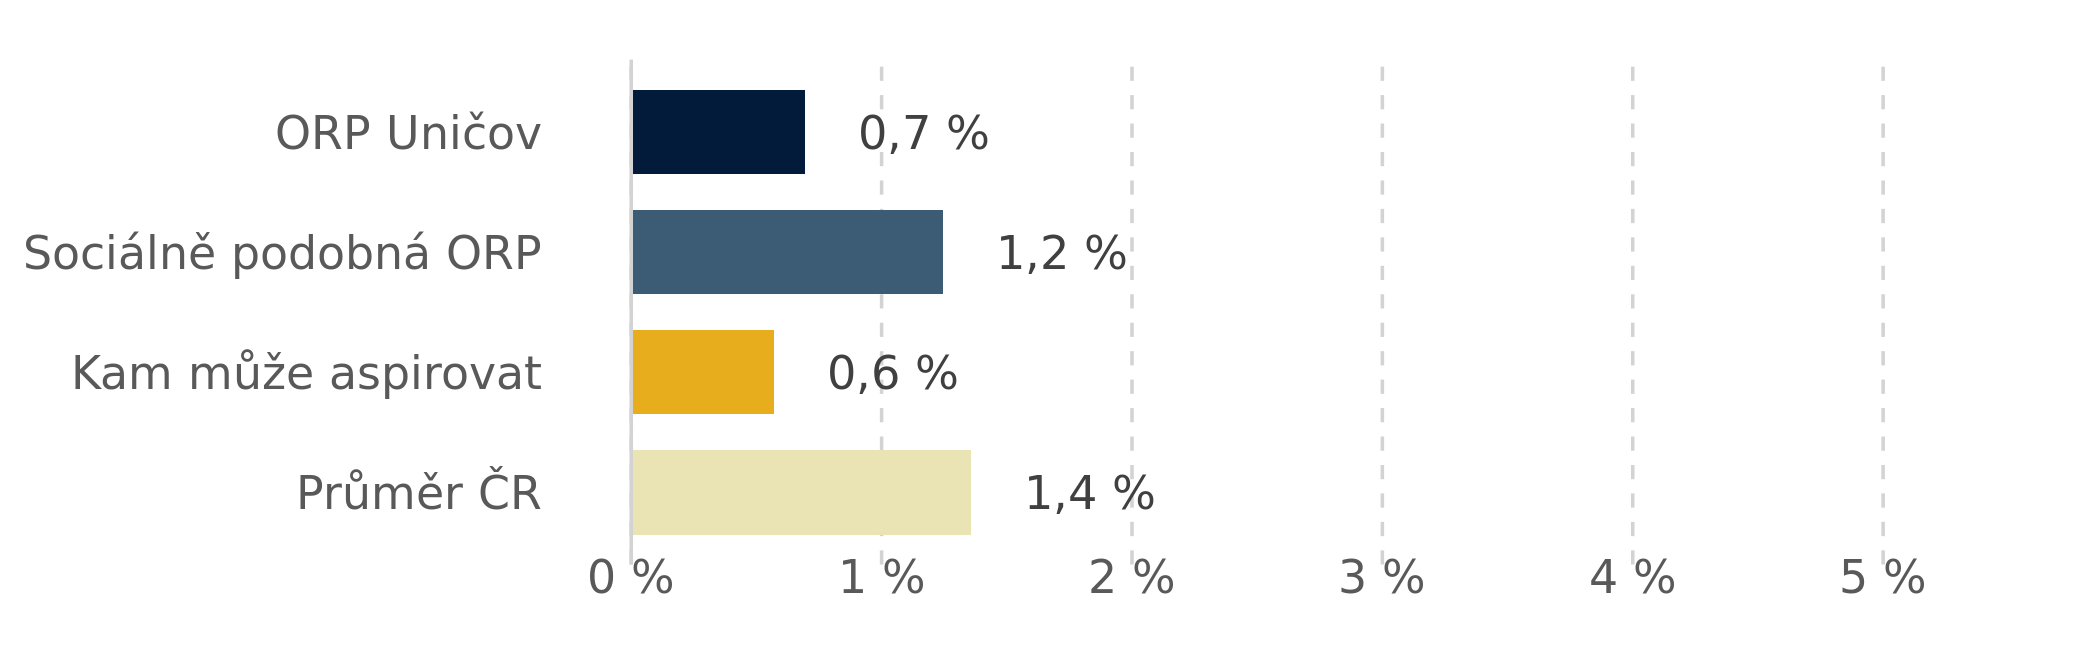 ORP Uničov 0,7 %
Sociálně podobná ORP 1,2 %
Kam může aspirovat 0,6 %
Průměr ČR 1,4 %
0 % 1 % 2 % 3 % 4 % 5 %